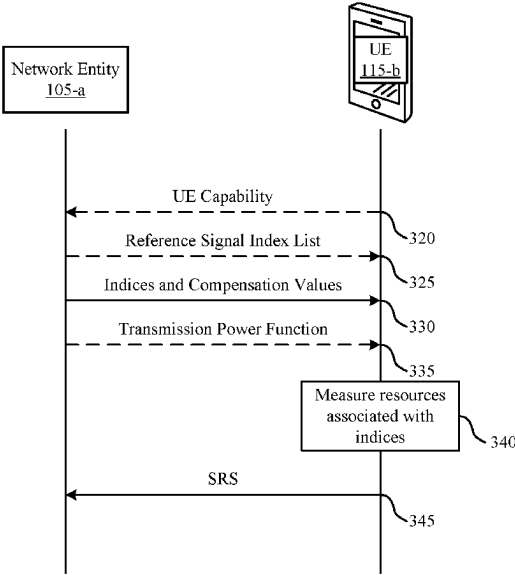 Network Entity
105-a
UE
115-b
UE Capability
320
Reference Signal Index List
325
Indices and Compensation Values
330
Transmission Power Function
335
Measure resources
associated with
indices
340
SRS
345